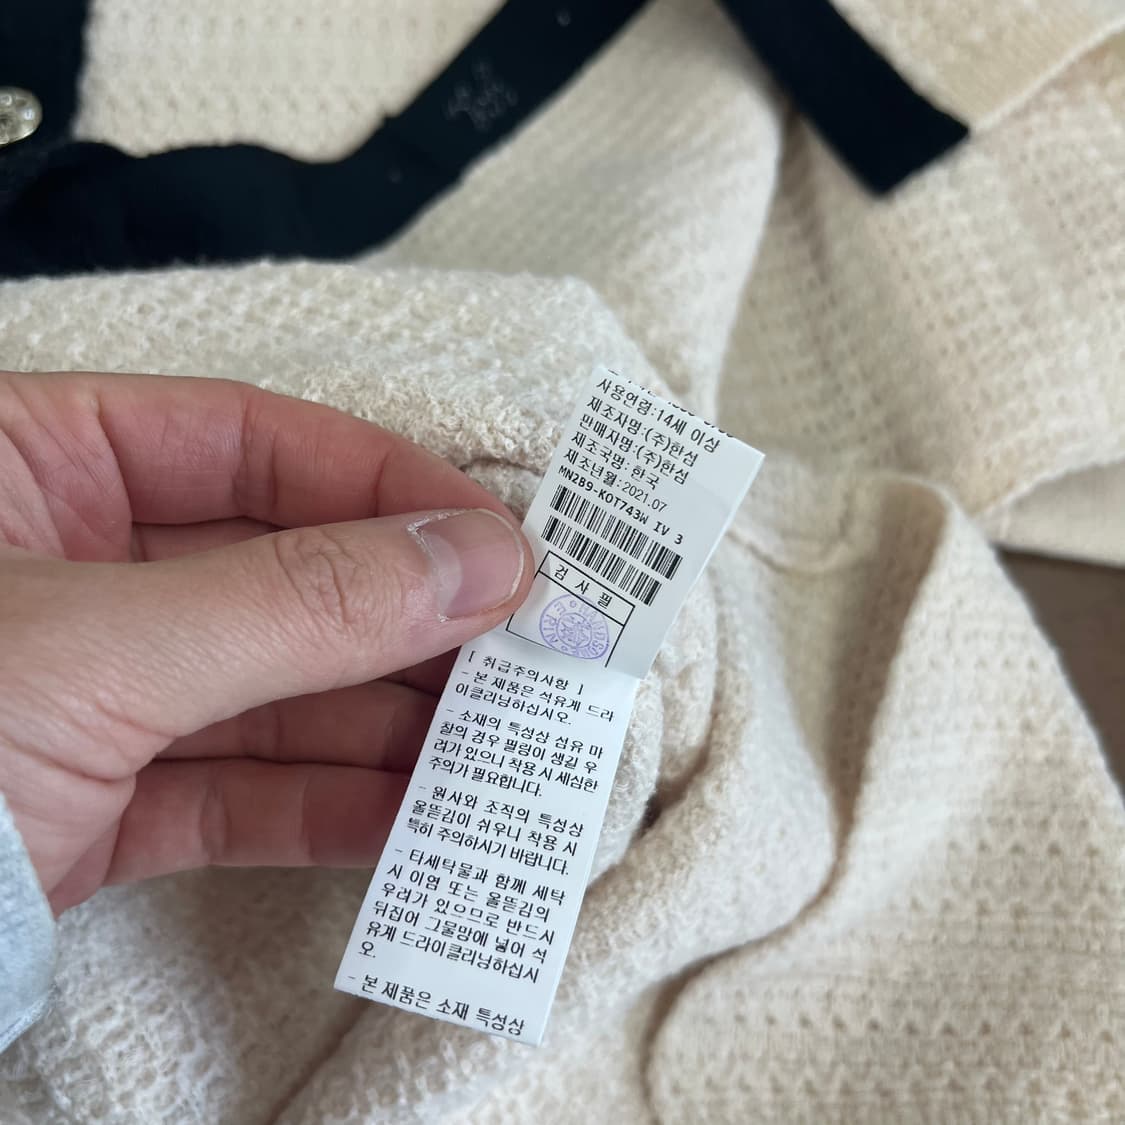 사용연령:14세 이상
제조자명:(주)한섬
판매자명:(주)한섬
제조국명:한국
제조년월:2021.07
MN2B9-KOT743W IV 3
검 사 필
[ 취급주의사항 ]
- 본 제품은 석유계 드라
이클리닝하십시오.
- 소재의 특성상 섬유 마
찰의 경우 필링이 생길 우
려가 있으니 착용 시 세심한
주의가 필요합니다.
- 원사와 조직의 특성상
올뜯김이 쉬우니 착용 시
특히 주의하시기 바랍니다.
- 타세탁물과 함께 세탁
시 이염 또는 올뜯김의
우려가 있으므로 반드시
뒤집어 그물망에 넣어 석
유계 드라이클리닝하십시
오.
- 본 제품은 소재 특성상